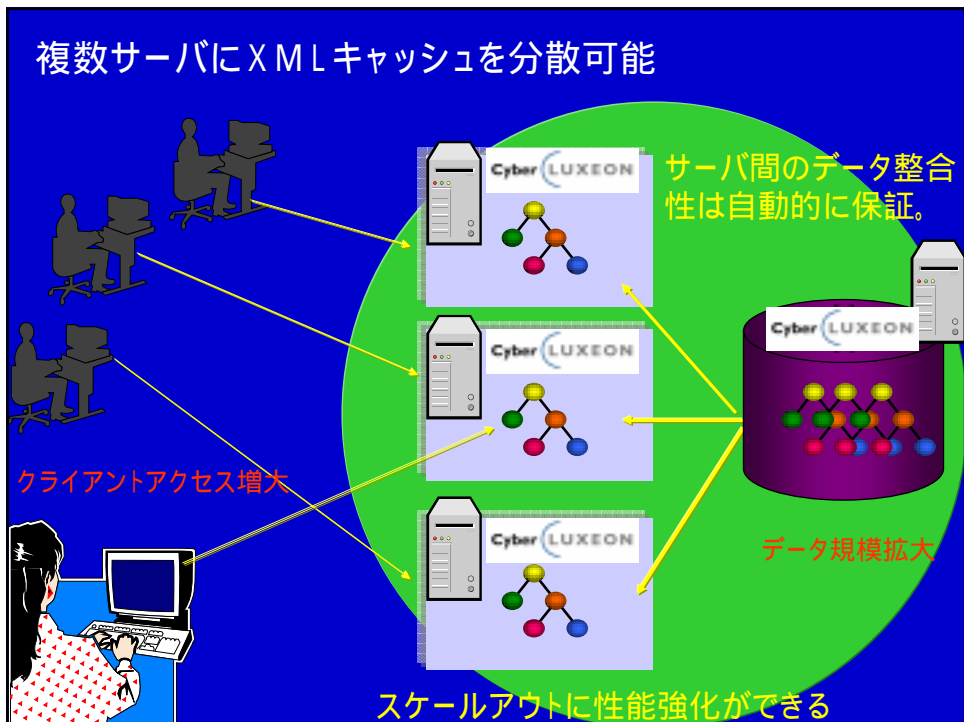 複数サーバにＸＭＬキャッシュを分散可能
Cyber LUXEON
サーバ間のデータ整合
性は自動的に保証。
Cyber LUXEON
Cyber LUXEON
クライアントアクセス増大
Cyber LUXEON
データ規模拡大
スケールアウトに性能強化ができる